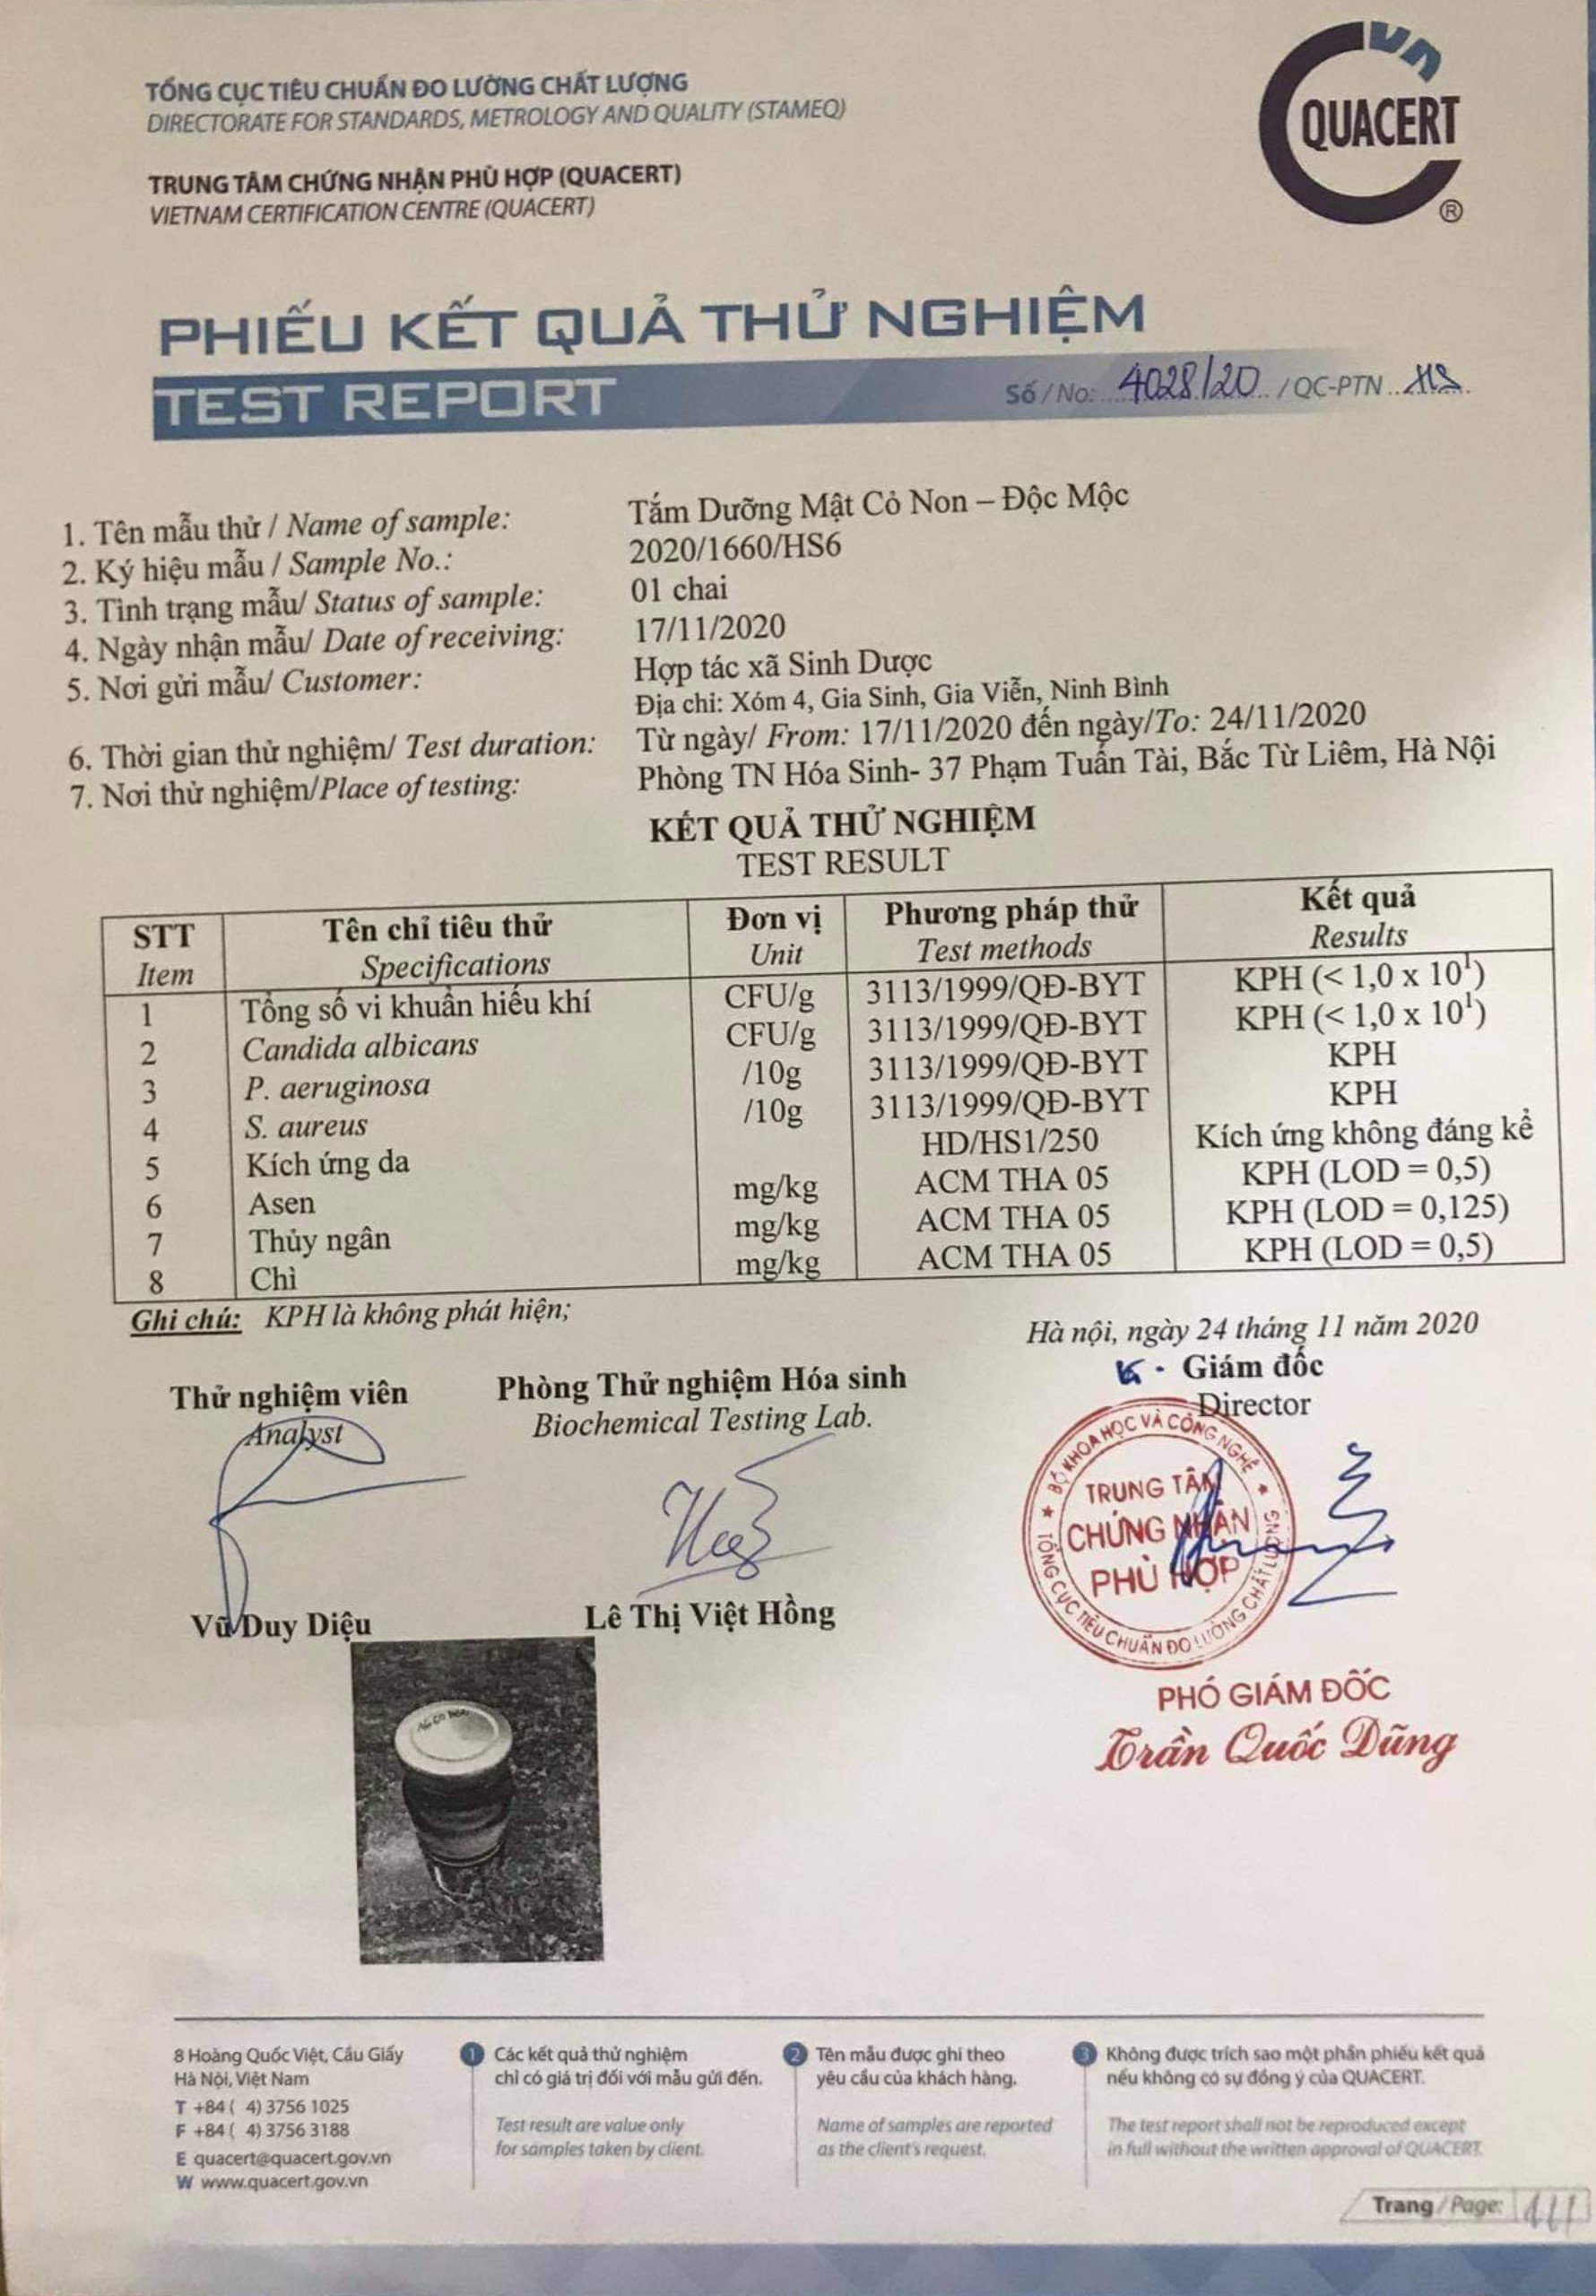 TỔNG CỤC TIÊU CHUẨN ĐO LƯỜNG CHẤT LƯỢNG
DIRECTORATE FOR STANDARDS, METROLOGY AND QUALITY (STAMEQ)
TRUNG TÂM CHỨNG NHẬN PHÙ HỢP (QUACERT)
VIETNAM CERTIFICATION CENTRE (QUACERT)
QUACERT
®
PHIẾU KẾT QUẢ THỬ NGHIỆM
TEST REPORT
Số / No: 4028/20 / QC-PTN HS
1. Tên mẫu thử / Name of sample: Tắm Dưỡng Mật Cỏ Non – Độc Mộc
2. Ký hiệu mẫu / Sample No.: 2020/1660/HS6
3. Tình trạng mẫu/ Status of sample: 01 chai
4. Ngày nhận mẫu/ Date of receiving: 17/11/2020
5. Nơi gửi mẫu/ Customer: Hợp tác xã Sinh Dược
Địa chỉ: Xóm 4, Gia Sinh, Gia Viễn, Ninh Bình
6. Thời gian thử nghiệm/ Test duration: Từ ngày/ From: 17/11/2020 đến ngày/To: 24/11/2020
7. Nơi thử nghiệm/Place of testing: Phòng TN Hóa Sinh- 37 Phạm Tuấn Tài, Bắc Từ Liêm, Hà Nội
KẾT QUẢ THỬ NGHIỆM
TEST RESULT
STT Tên chỉ tiêu thử Đơn vị Phương pháp thử Kết quả
Item Specifications Unit Test methods Results
1 Tổng số vi khuẩn hiếu khí CFU/g 3113/1999/QĐ-BYT KPH (< 1,0 x 10¹)
2 Candida albicans CFU/g 3113/1999/QĐ-BYT KPH (< 1,0 x 10¹)
3 P. aeruginosa /10g 3113/1999/QĐ-BYT KPH
4 S. aureus /10g 3113/1999/QĐ-BYT KPH
5 Kích ứng da HD/HS1/250 Kích ứng không đáng kể
6 Asen mg/kg ACM THA 05 KPH (LOD = 0,5)
7 Thủy ngân mg/kg ACM THA 05 KPH (LOD = 0,125)
8 Chì mg/kg ACM THA 05 KPH (LOD = 0,5)
Ghi chú: KPH là không phát hiện;
Hà nội, ngày 24 tháng 11 năm 2020
Thử nghiệm viên Phòng Thử nghiệm Hóa sinh Giám đốc
Analyst Biochemical Testing Lab. Director
BỘ KHOA HỌC VÀ CÔNG NGHỆ
TRUNG TÂM
CHỨNG NHẬN
PHÙ HỢP
TỔNG CỤC TIÊU CHUẨN ĐO LƯỜNG CHẤT LƯỢNG
Vũ Duy Diệu Lê Thị Việt Hồng
PHÓ GIÁM ĐỐC
Trần Quốc Dũng
8 Hoàng Quốc Việt, Cầu Giấy
Hà Nội, Việt Nam
T +84 ( 4) 3756 1025
F +84 ( 4) 3756 3188
E quacert@quacert.gov.vn
W www.quacert.gov.vn
1 Các kết quả thử nghiệm
chỉ có giá trị đối với mẫu gửi đến.
Test result are value only
for samples taken by client.
2 Tên mẫu được ghi theo
yêu cầu của khách hàng.
Name of samples are reported
as the client's request.
3 Không được trích sao một phần phiếu kết quả
nếu không có sự đồng ý của QUACERT.
The test report shall not be reproduced except
in full without the written approval of QUACERT.
Trang / Page: 1/1